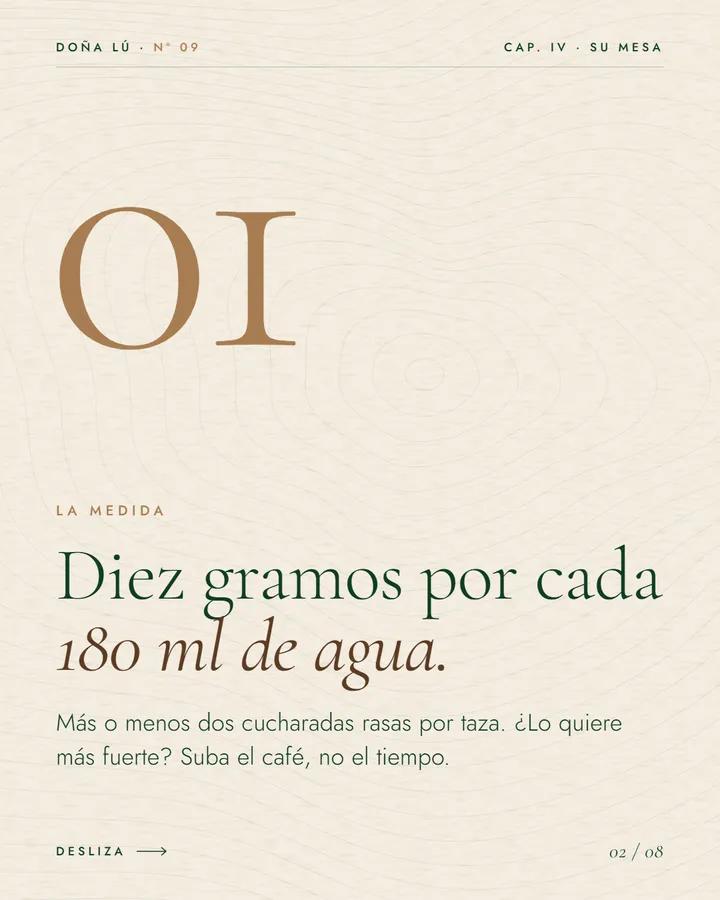 DOÑA LÚ · N° 09
CAP. IV · SU MESA
01
LA MEDIDA
Diez gramos por cada
180 ml de agua.
Más o menos dos cucharadas rasas por taza. ¿Lo quiere
más fuerte? Suba el café, no el tiempo.
DESLIZA →
02 / 08